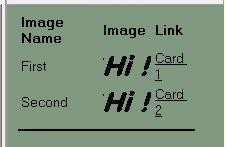 Image Name Image Link
First Hi ! Card 1
Second Hi ! Card 2